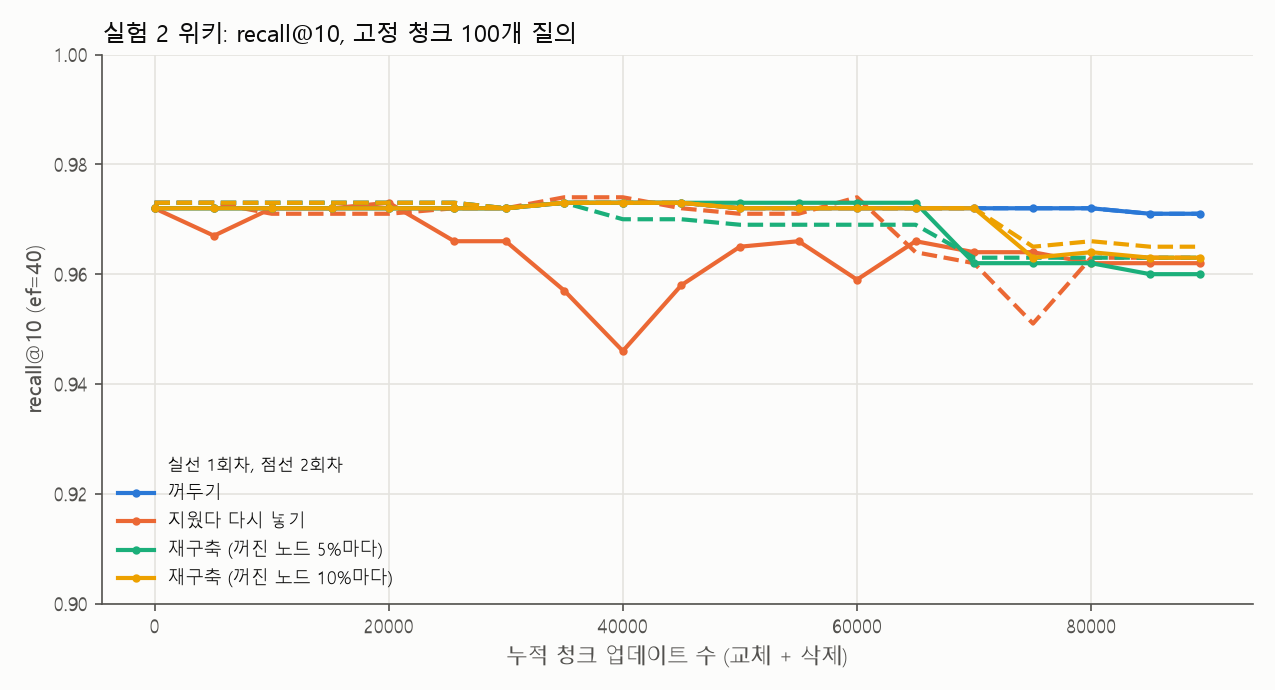 실험 2 위키: recall@10, 고정 청크 100개 질의
1.00
0.98
0.96
0.94
0.92
0.90
recall@10 (ef=40)
실선 1회차, 점선 2회차
꺼두기
지웠다 다시 넣기
재구축 (꺼진 노드 5%마다)
재구축 (꺼진 노드 10%마다)
0 20000 40000 60000 80000
누적 청크 업데이트 수 (교체 + 삭제)